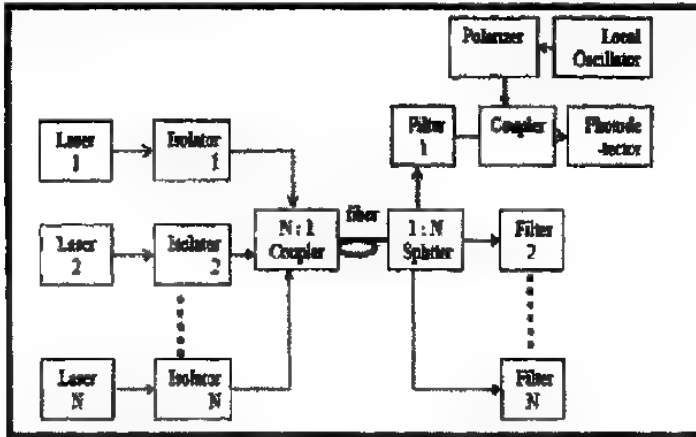 Polarizer
Local
Oscillator
Filter
1
Coupler
Photode
-tector
Laser
1
Isolator
1
fiber
Laser
2
Isolator
2
N : 1
Coupler
1 : N
Splitter
Filter
2
Laser
N
Isolator
N
Filter
N